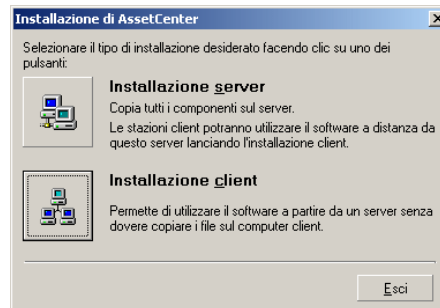 Installazione di AssetCenter
Selezionare il tipo di installazione desiderato facendo clic su uno dei
pulsanti:
Installazione server
Copia tutti i componenti sul server.
Le stazioni client potranno utilizzare il software a distanza da
questo server lanciando l'installazione client.
Installazione client
Permette di utilizzare il software a partire da un server senza
dovere copiare i file sul computer client.
Esci